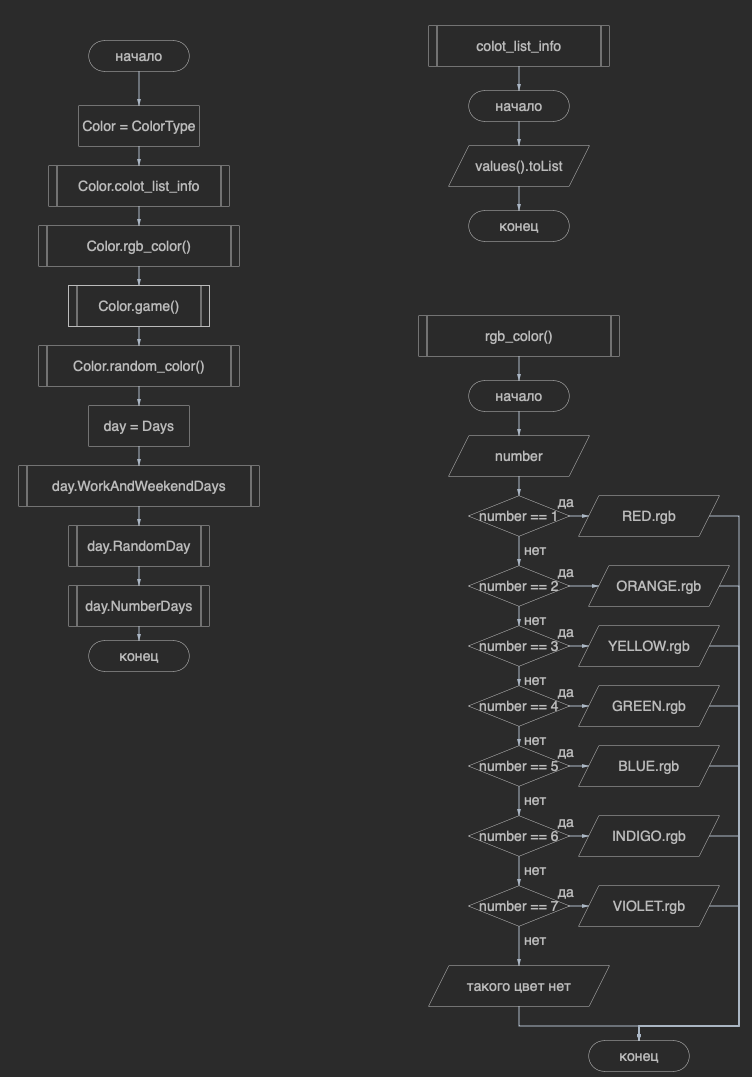 начало
Color = ColorType
Color.colot_list_info
Color.rgb_color()
Color.game()
Color.random_color()
day = Days
day.WorkAndWeekendDays
day.RandomDay
day.NumberDays
конец
colot_list_info
начало
values().toList
конец
rgb_color()
начало
number
number == 1
да
RED.rgb
нет
number == 2
да
ORANGE.rgb
нет
number == 3
да
YELLOW.rgb
нет
number == 4
да
GREEN.rgb
нет
number == 5
да
BLUE.rgb
нет
number == 6
да
INDIGO.rgb
нет
number == 7
да
VIOLET.rgb
нет
такого цвет нет
конец